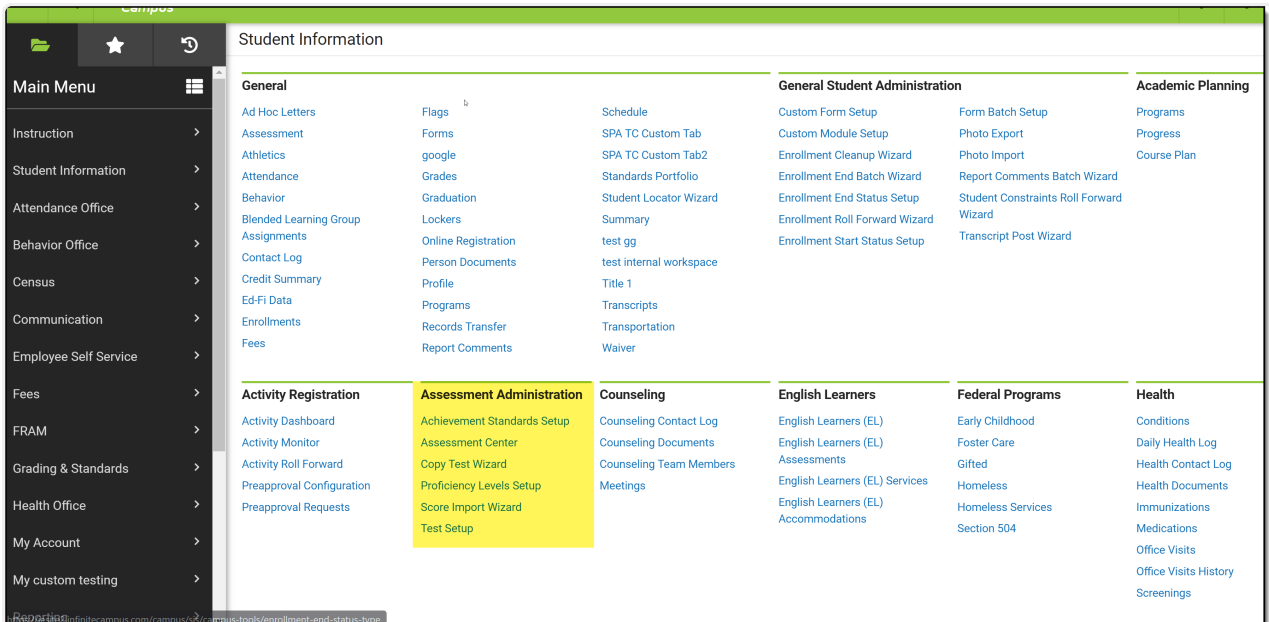 Campus
Student Information
Main Menu
Instruction
Student Information
Attendance Office
Behavior Office
Census
Communication
Employee Self Service
Fees
FRAM
Grading & Standards
Health Office
My Account
My custom testing
Reporting
General
Ad Hoc Letters
Assessment
Athletics
Attendance
Behavior
Blended Learning Group
Assignments
Contact Log
Credit Summary
Ed-Fi Data
Enrollments
Fees
Flags
Forms
google
Grades
Graduation
Lockers
Online Registration
Person Documents
Profile
Programs
Records Transfer
Report Comments
Schedule
SPA TC Custom Tab
SPA TC Custom Tab2
Standards Portfolio
Student Locator Wizard
Summary
test gg
test internal workspace
Title 1
Transcripts
Transportation
Waiver
General Student Administration
Custom Form Setup
Custom Module Setup
Enrollment Cleanup Wizard
Enrollment End Batch Wizard
Enrollment End Status Setup
Enrollment Roll Forward Wizard
Enrollment Start Status Setup
Form Batch Setup
Photo Export
Photo Import
Report Comments Batch Wizard
Student Constraints Roll Forward
Wizard
Transcript Post Wizard
Academic Planning
Programs
Progress
Course Plan
Activity Registration
Activity Dashboard
Activity Monitor
Activity Roll Forward
Preapproval Configuration
Preapproval Requests
Assessment Administration
Achievement Standards Setup
Assessment Center
Copy Test Wizard
Proficiency Levels Setup
Score Import Wizard
Test Setup
Counseling
Counseling Contact Log
Counseling Documents
Counseling Team Members
Meetings
English Learners
English Learners (EL)
English Learners (EL)
Assessments
English Learners (EL) Services
English Learners (EL)
Accommodations
Federal Programs
Early Childhood
Foster Care
Gifted
Homeless
Homeless Services
Section 504
Health
Conditions
Daily Health Log
Health Contact Log
Health Documents
Immunizations
Medications
Office Visits
Office Visits History
Screenings
infinitecampus.com/campus/sis/campus-tools/enrollment-end-status-type